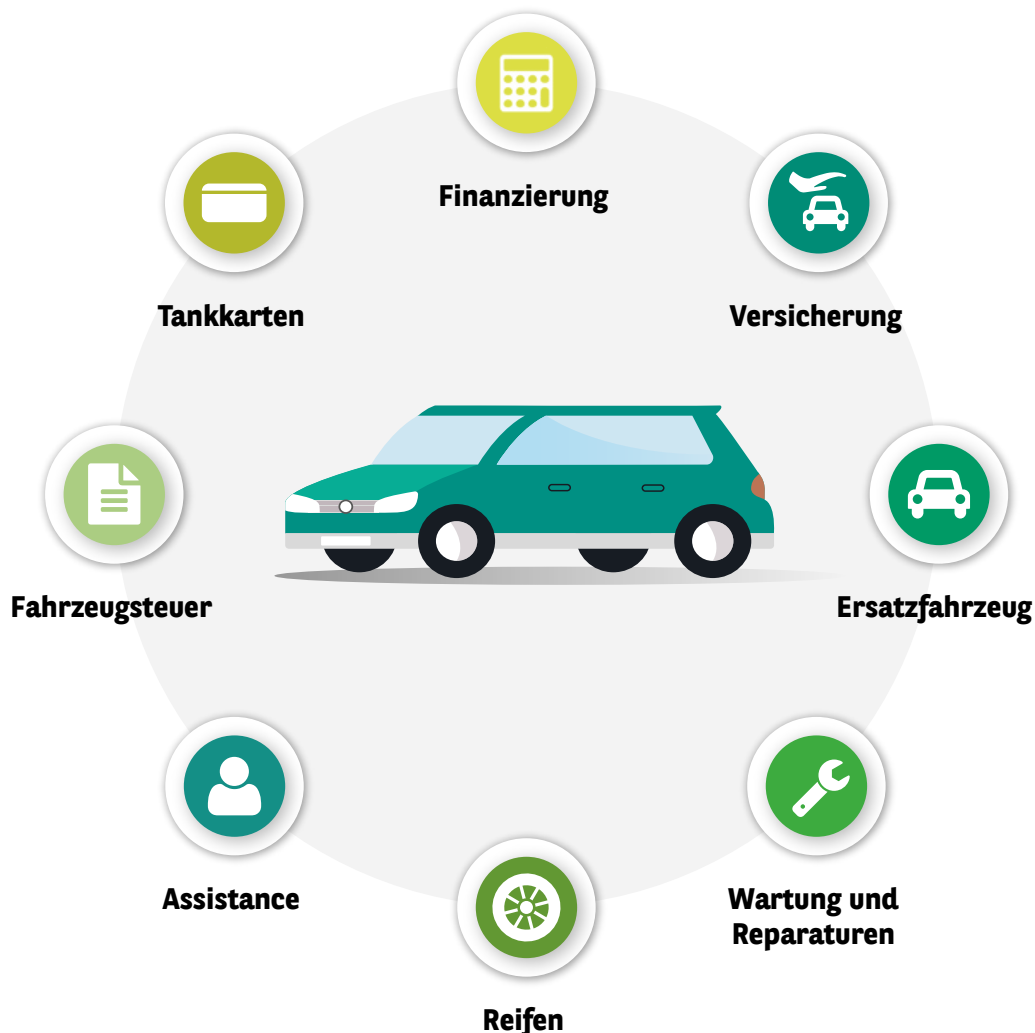 Finanzierung
Tankkarten
Versicherung
Fahrzeugsteuer
Ersatzfahrzeug
Assistance
Wartung und
Reparaturen
Reifen